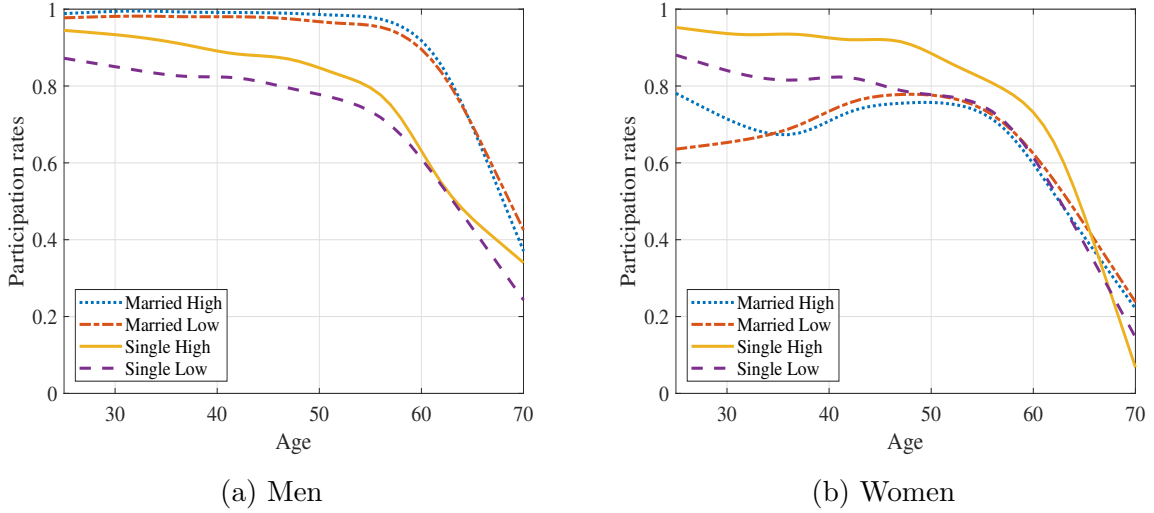 Participation rates
1
0.8
0.6
0.4
0.2
0
30
40
50
60
70
Age
Married High
Married Low
Single High
Single Low
(a) Men
Participation rates
1
0.8
0.6
0.4
0.2
0
30
40
50
60
70
Age
Married High
Married Low
Single High
Single Low
(b) Women